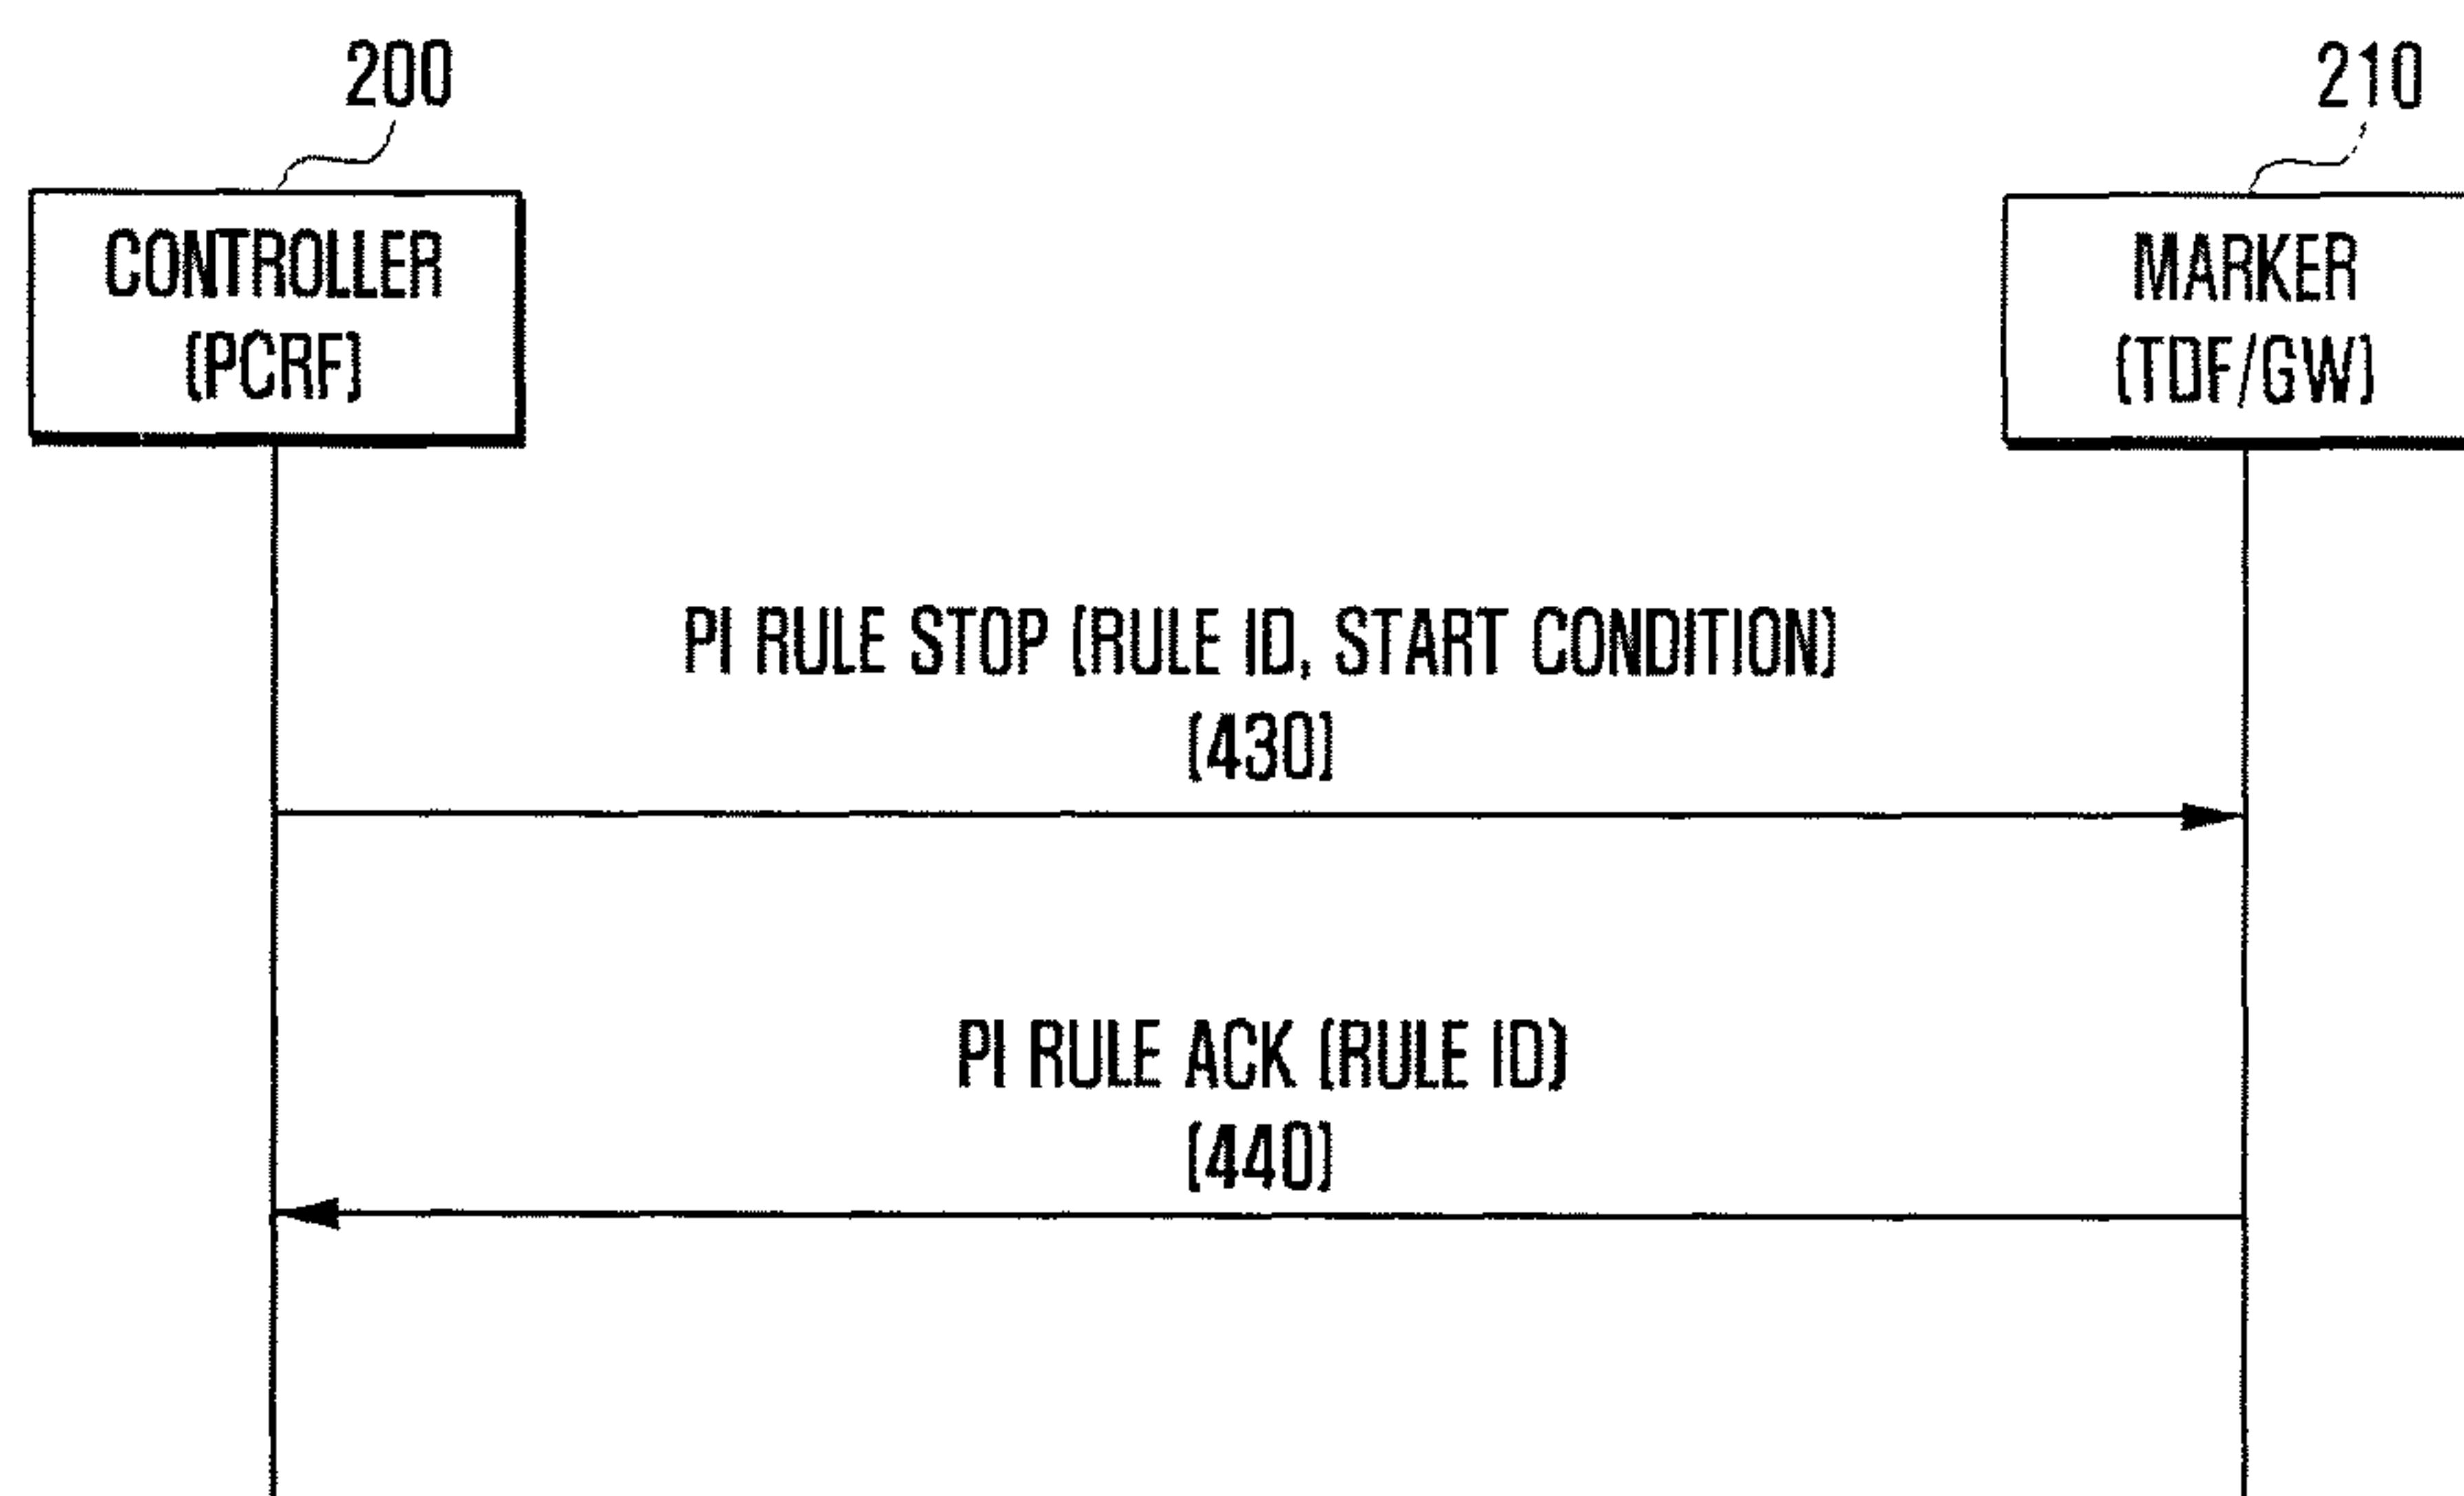 200
210
CONTROLLER
(PCRF)
MARKER
(TDF/GW)
PI RULE STOP (RULE ID, START CONDITION)
(430)
PI RULE ACK (RULE ID)
(440)